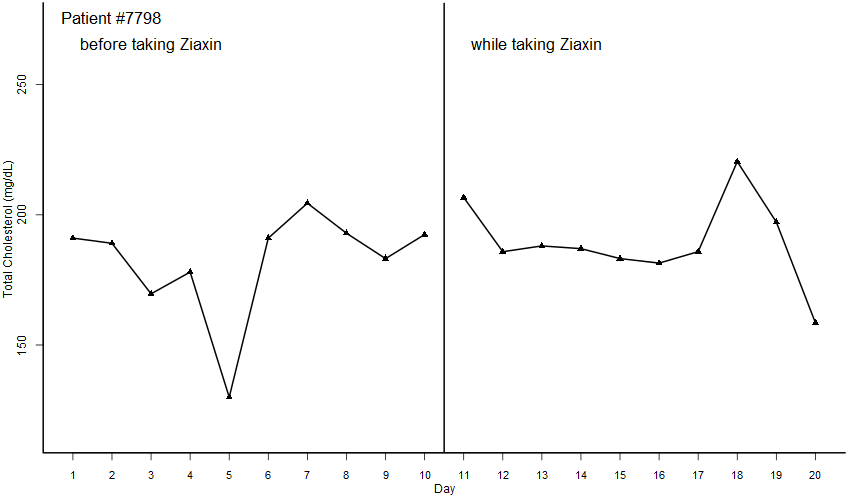 Patient #7798
before taking Ziaxin
while taking Ziaxin
Total Cholesterol (mg/dL)
250
200
150
1 2 3 4 5 6 7 8 9 10 11 12 13 14 15 16 17 18 19 20
Day